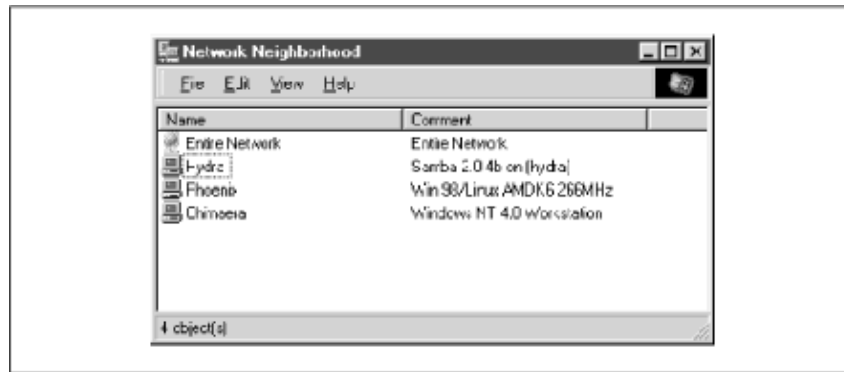 Network Neighborhood
File Edit View Help
Name Comment
Entire Network Entire Network
Hydra Samba 2.0.4b on (hydra)
Phoenix Win 98/Linux AMDK6 266MHz
Chimaera Windows NT 4.0 Workstation
4 object(s)